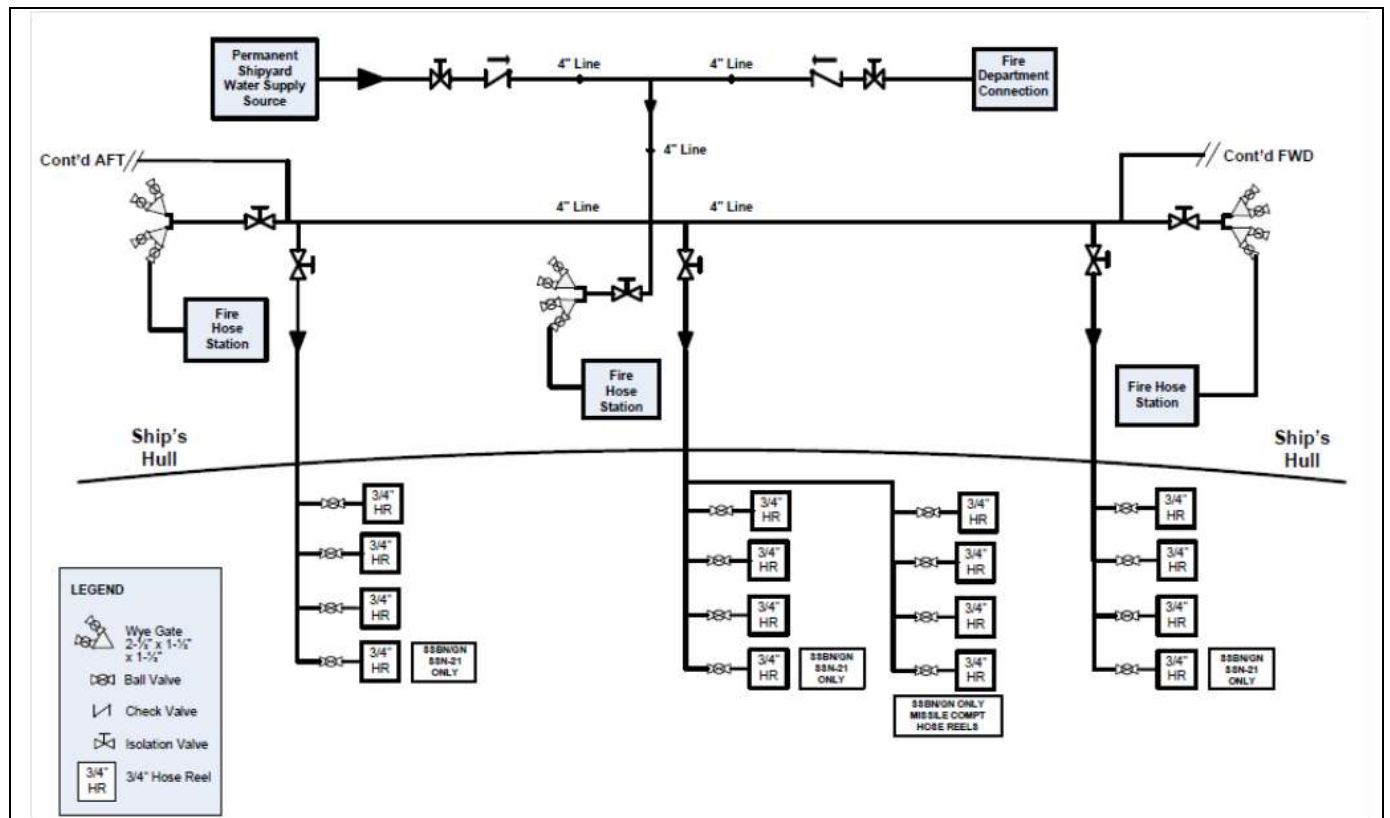 Permanent
Shipyard
Water Supply
Source
4" Line
4" Line
Fire
Department
Connection
4" Line
Cont'd AFT
Cont'd FWD
4" Line
4" Line
Fire
Hose
Station
Fire
Hose
Station
Fire Hose
Station
Ship's
Hull
Ship's
Hull
3/4"
HR
3/4"
HR
3/4"
HR
3/4"
HR
SSBN/GN
SSN-21
ONLY
3/4"
HR
3/4"
HR
3/4"
HR
3/4"
HR
SSBN/GN
SSN-21
ONLY
3/4"
HR
3/4"
HR
3/4"
HR
3/4"
HR
SSBN/GN ONLY
MISSILE COMPT
HOSE REELS
3/4"
HR
3/4"
HR
3/4"
HR
3/4"
HR
SSBN/GN
SSN-21
ONLY
LEGEND
Wye Gate
2-½" x 1-½"
x 1-½"
Ball Valve
Check Valve
Isolation Valve
3/4"
HR
3/4" Hose Reel